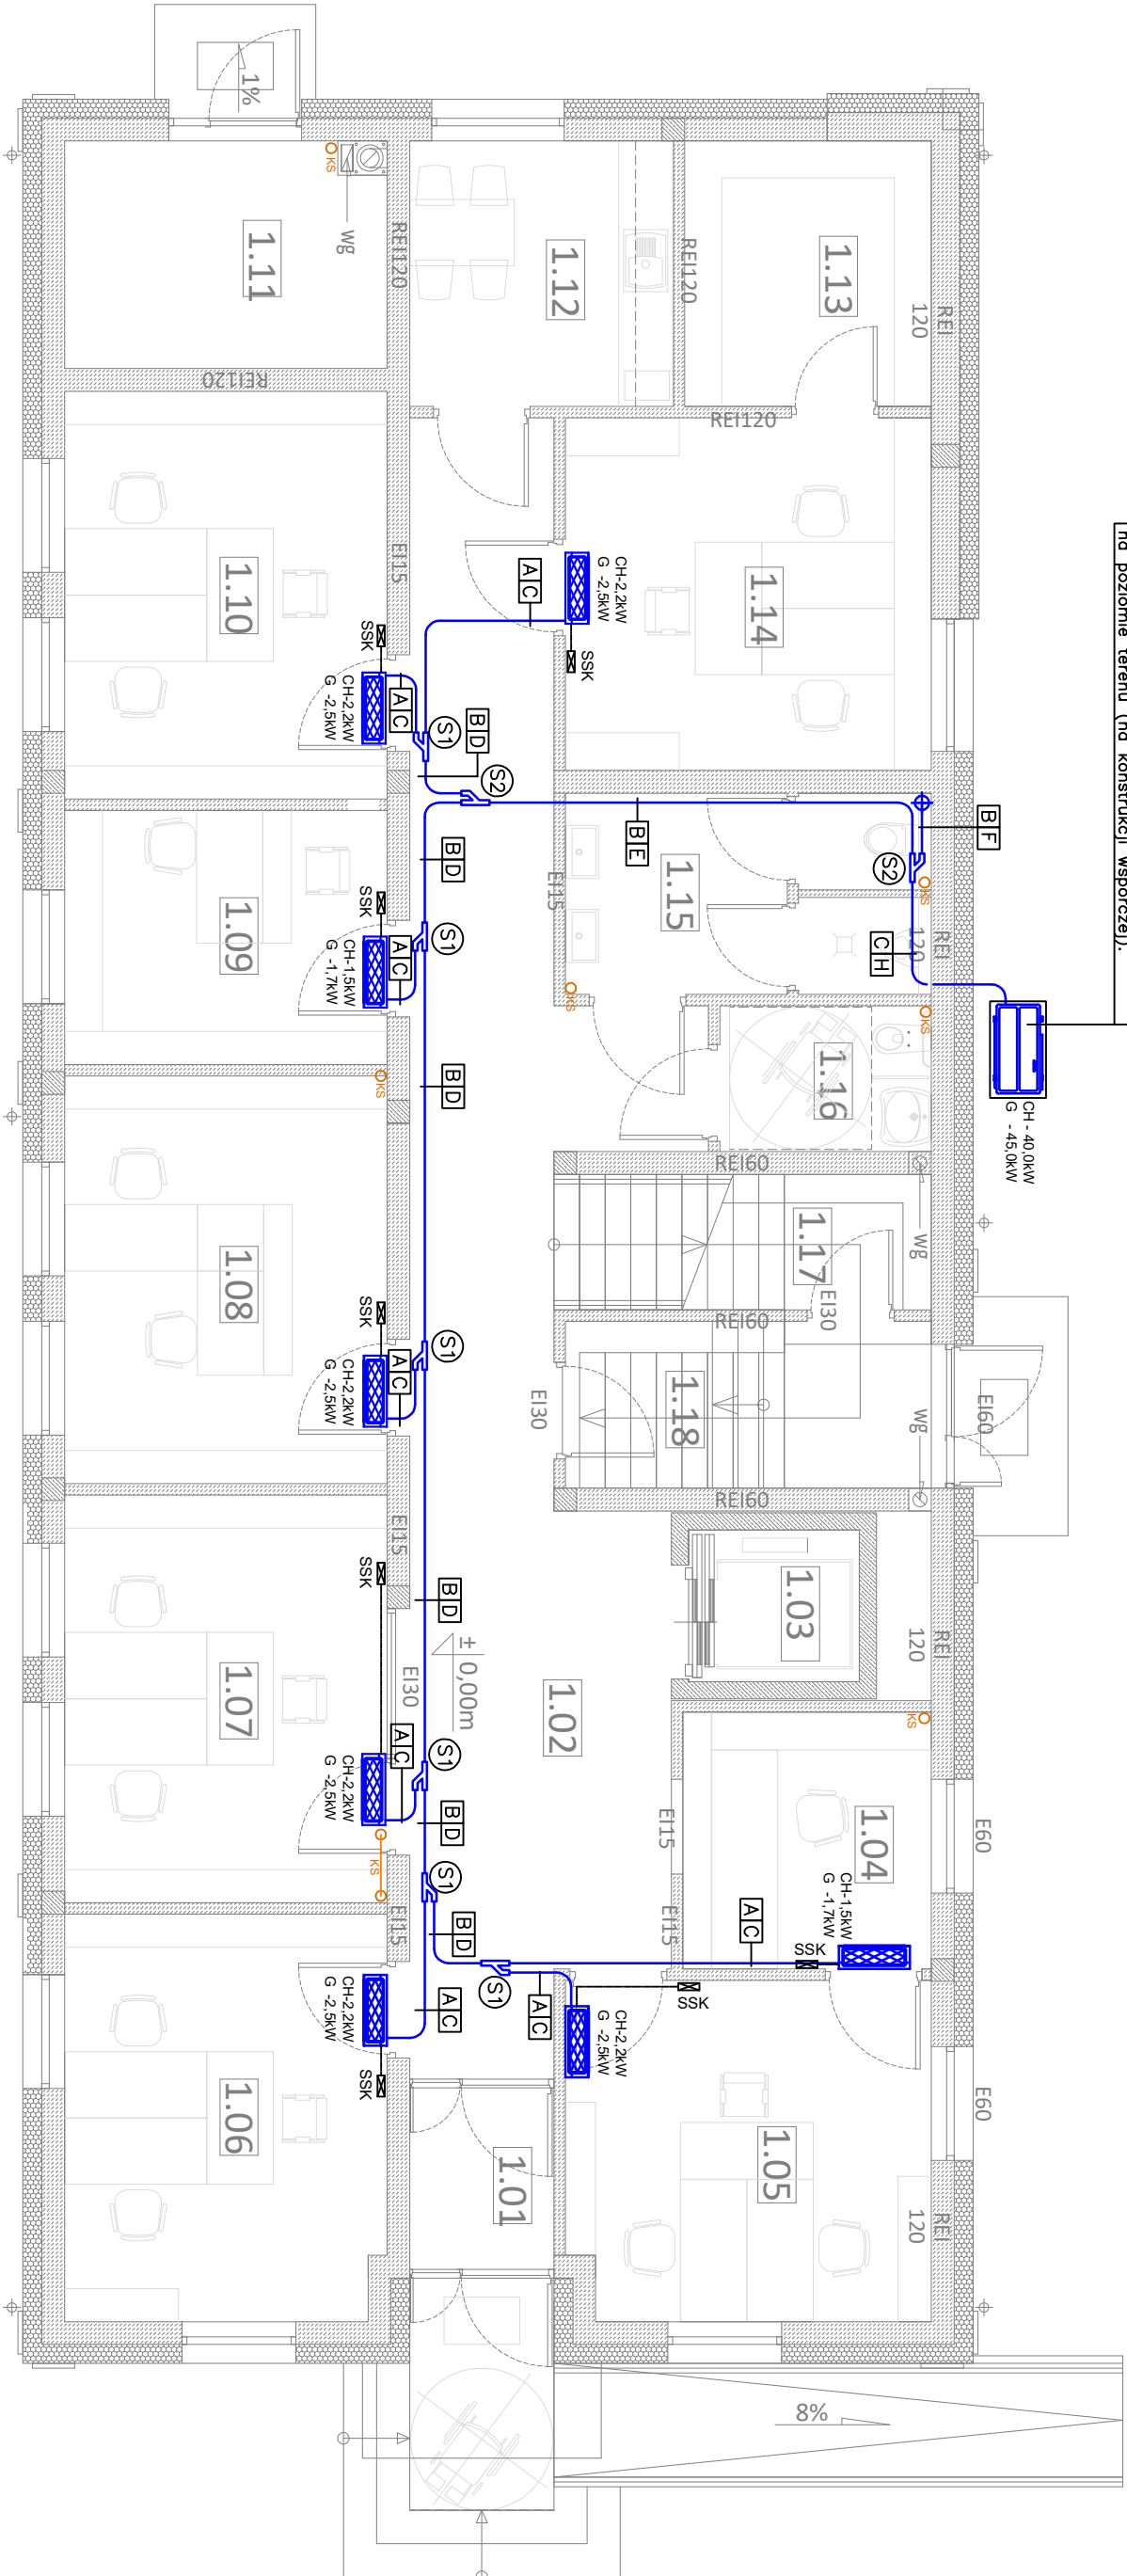 na poziomie terenu (na konstrukcji wsporczej).
1%
KS
wg
1.11
REI120
1.12
REI120
1.13
REI
120
REI120
REI120
1.10
EI15
SSK
CH-2,2kW
G -2,5kW
A C
S1
B D
S2
A C
CH-2,2kW
G -2,5kW
SSK
1.14
1.09
SSK
CH-1,5kW
G -1,7kW
A C
B D
S1
B D
B E
EI15
1.15
KS
B F
S2
KS
REI
120
C H
KS
CH - 40,0kW
G - 45,0kW
1.16
KS
REI60
1.17
wg
EI30
REI60
1.18
EI30
wg
EI60
REI60
1.08
SSK
CH-2,2kW
G -2,5kW
A C
S1
1.07
EI15
SSK
B D
EI30
± 0,00m
A C
CH-2,2kW
G -2,5kW
S1
B D
KS
1.02
1.03
REI
120
KS
1.04
E60
EI15
EI15
CH-1,5kW
G -1,7kW
A C
SSK
S1
B D
EI15
S1
A C
CH-2,2kW
G -2,5kW
SSK
A C
CH-2,2kW
G -2,5kW
SSK
1.06
1.01
1.05
E60
REI
120
8%